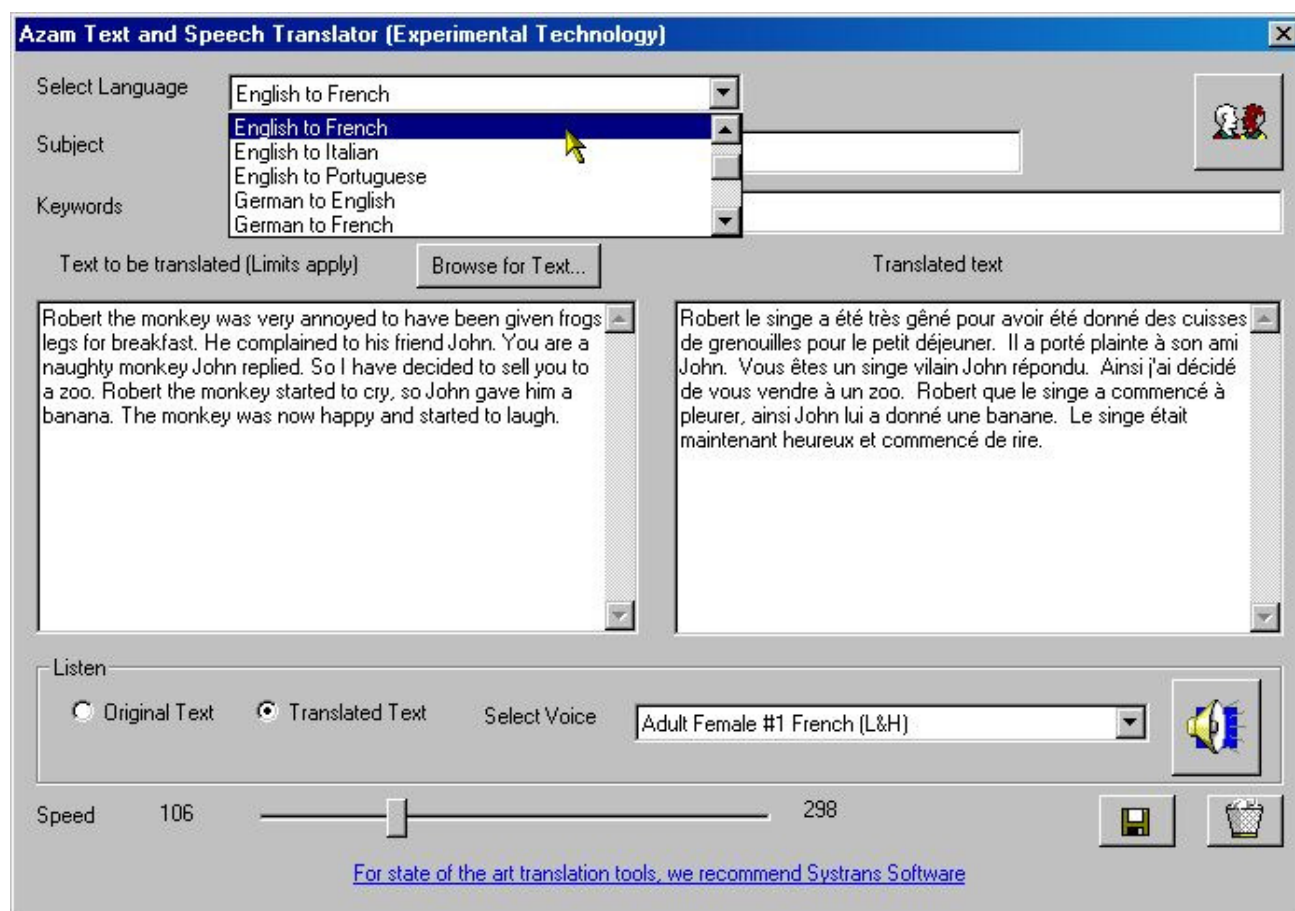 Azam Text and Speech Translator (Experimental Technology)
Select Language
English to French
English to French
English to Italian
English to Portuguese
German to English
German to French
Subject
Keywords
Text to be translated (Limits apply)
Browse for Text...
Translated text
Robert the monkey was very annoyed to have been given frogs
legs for breakfast. He complained to his friend John. You are a
naughty monkey John replied. So I have decided to sell you to
a zoo. Robert the monkey started to cry, so John gave him a
banana. The monkey was now happy and started to laugh.
Robert le singe a été très gêné pour avoir été donné des cuisses
de grenouilles pour le petit déjeuner.  Il a porté plainte à son ami
John.  Vous êtes un singe vilain John répondu.  Ainsi j'ai décidé
de vous vendre à un zoo.  Robert que le singe a commencé à
pleurer, ainsi John lui a donné une banane.  Le singe était
maintenant heureux et commencé de rire.
Listen
Original Text
Translated Text
Select Voice
Adult Female #1 French (L&H)
Speed
106
298
For state of the art translation tools, we recommend Systrans Software